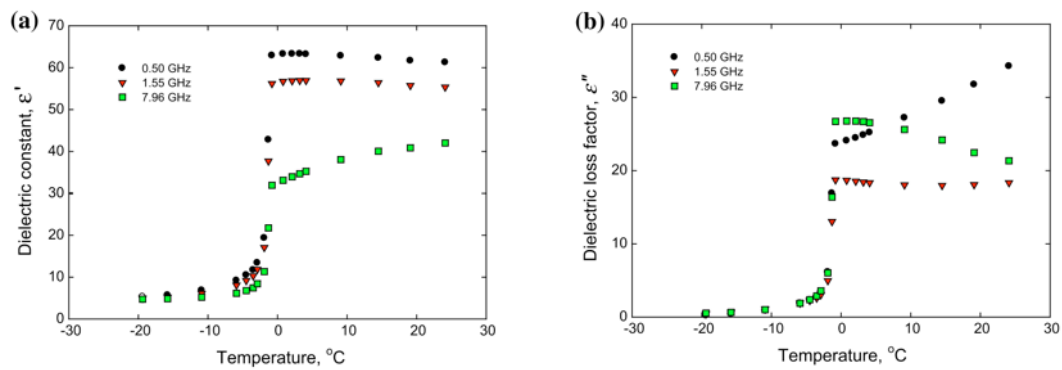 (a)
70
60
50
40
30
20
10
0
Dielectric constant, ε'
0.50 GHz
1.55 GHz
7.96 GHz
-30 -20 -10 0 10 20 30
Temperature, °C
(b)
40
30
20
10
0
Dielectric loss factor, ε"
0.50 GHz
1.55 GHz
7.96 GHz
-30 -20 -10 0 10 20 30
Temperature, °C